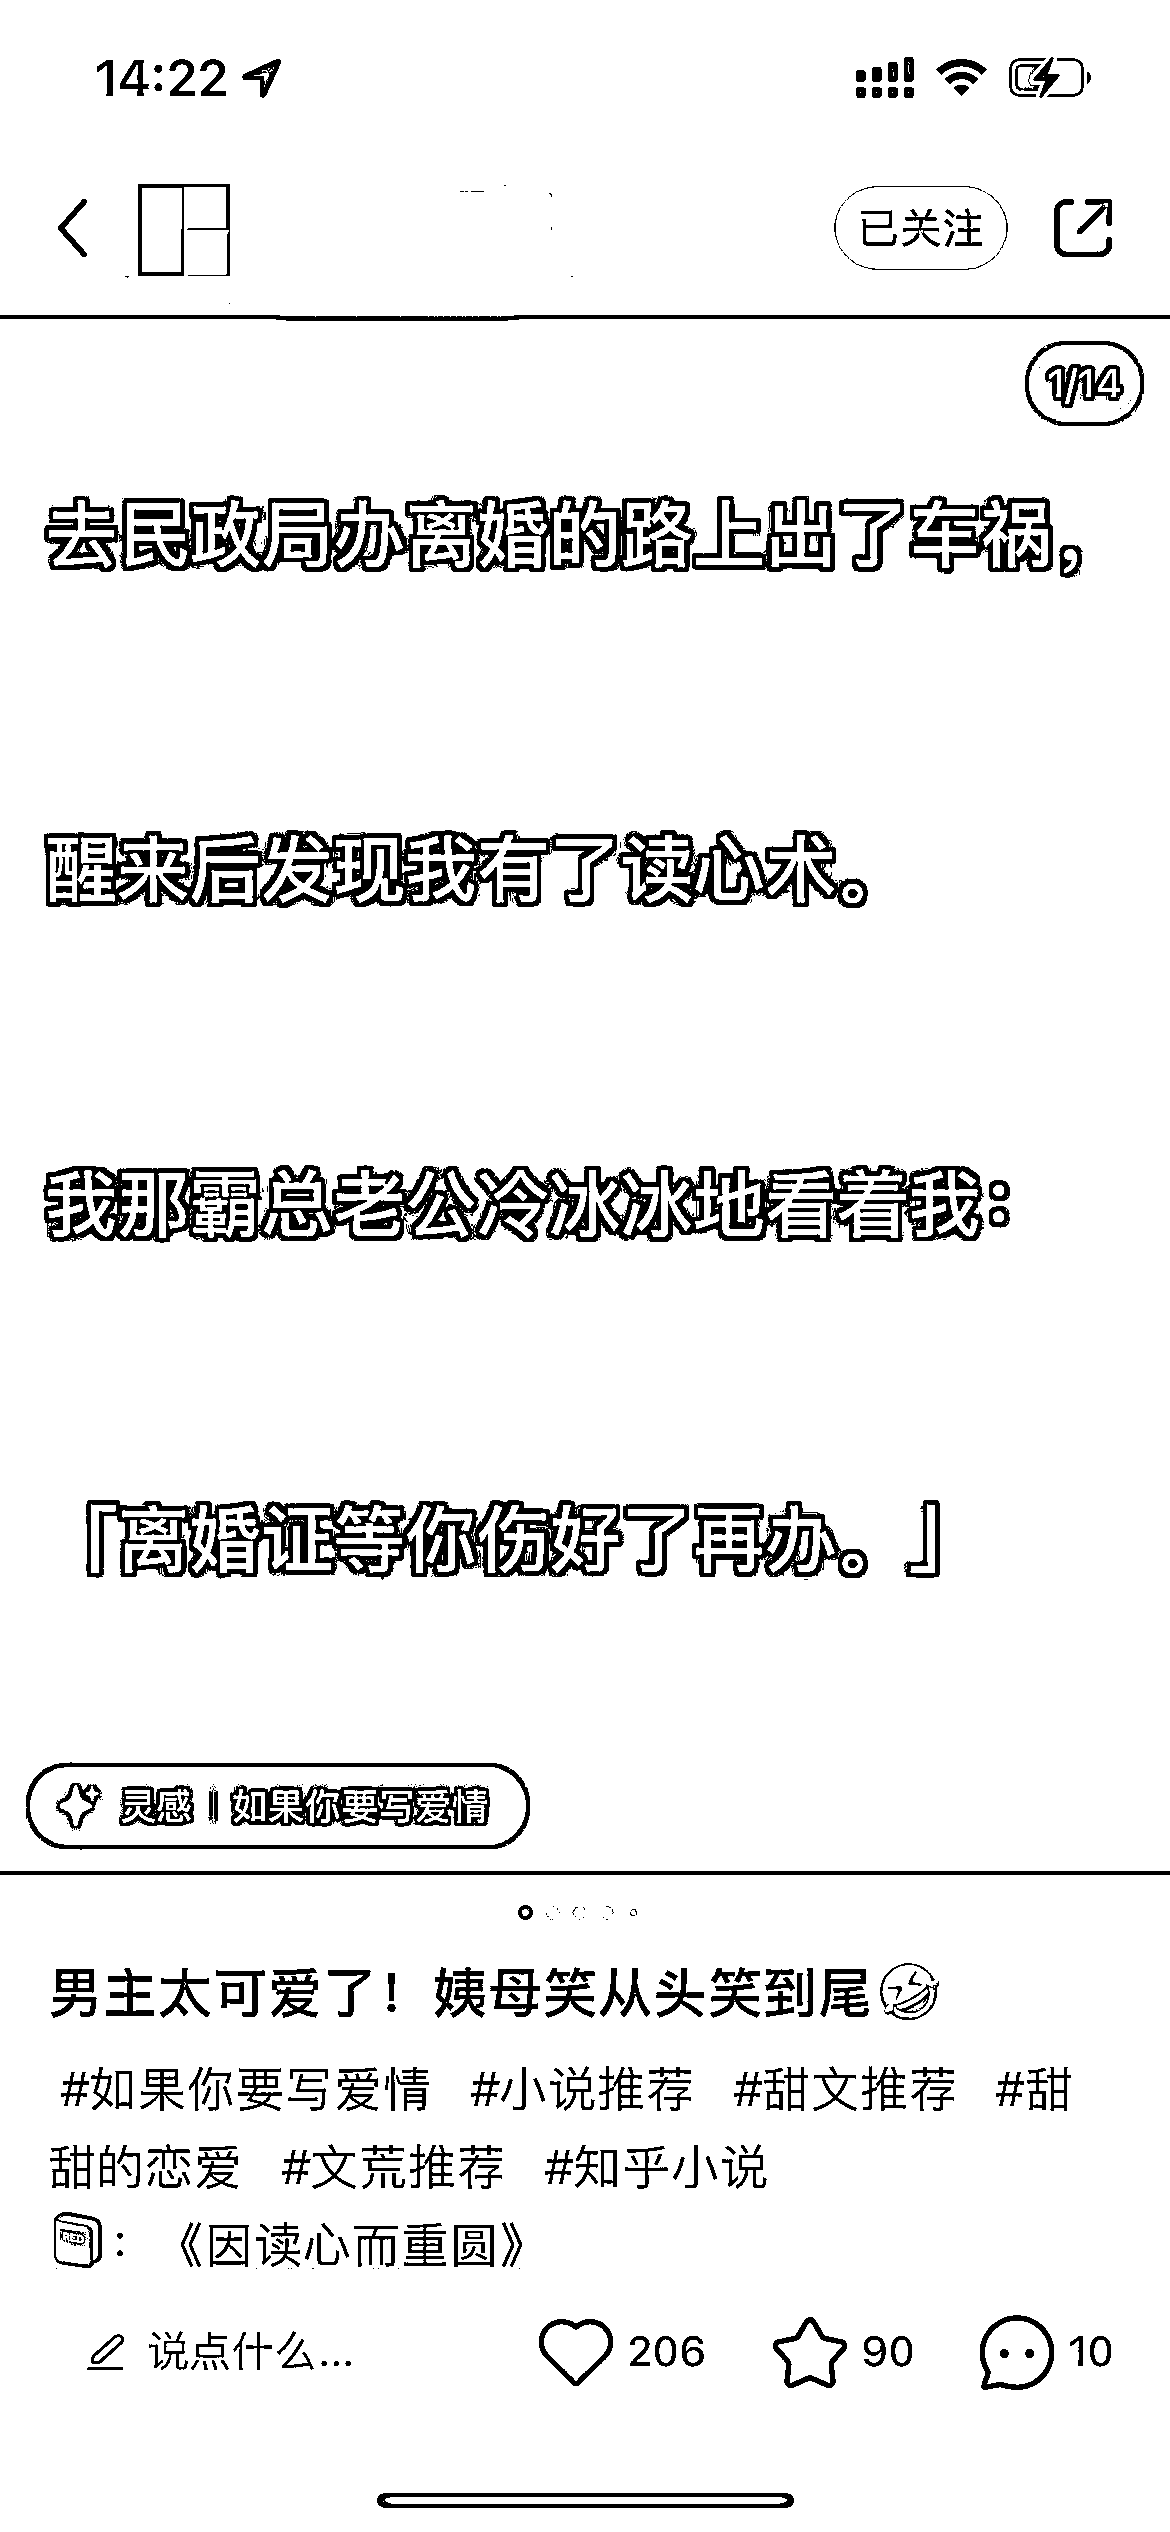 14:22
已关注
1/14
去民政局办离婚的路上出了车祸，
醒来后发现我有了读心术。
我那霸总老公冷冰冰地看着我：
「离婚证等你伤好了再办。」
灵感 | 如果你要写爱情
男主太可爱了！姨母笑从头笑到尾🤣
#如果你要写爱情 #小说推荐 #甜文推荐 #甜
甜的恋爱 #文荒推荐 #知乎小说
RED：《因读心而重圆》
说点什么... 206 90 10